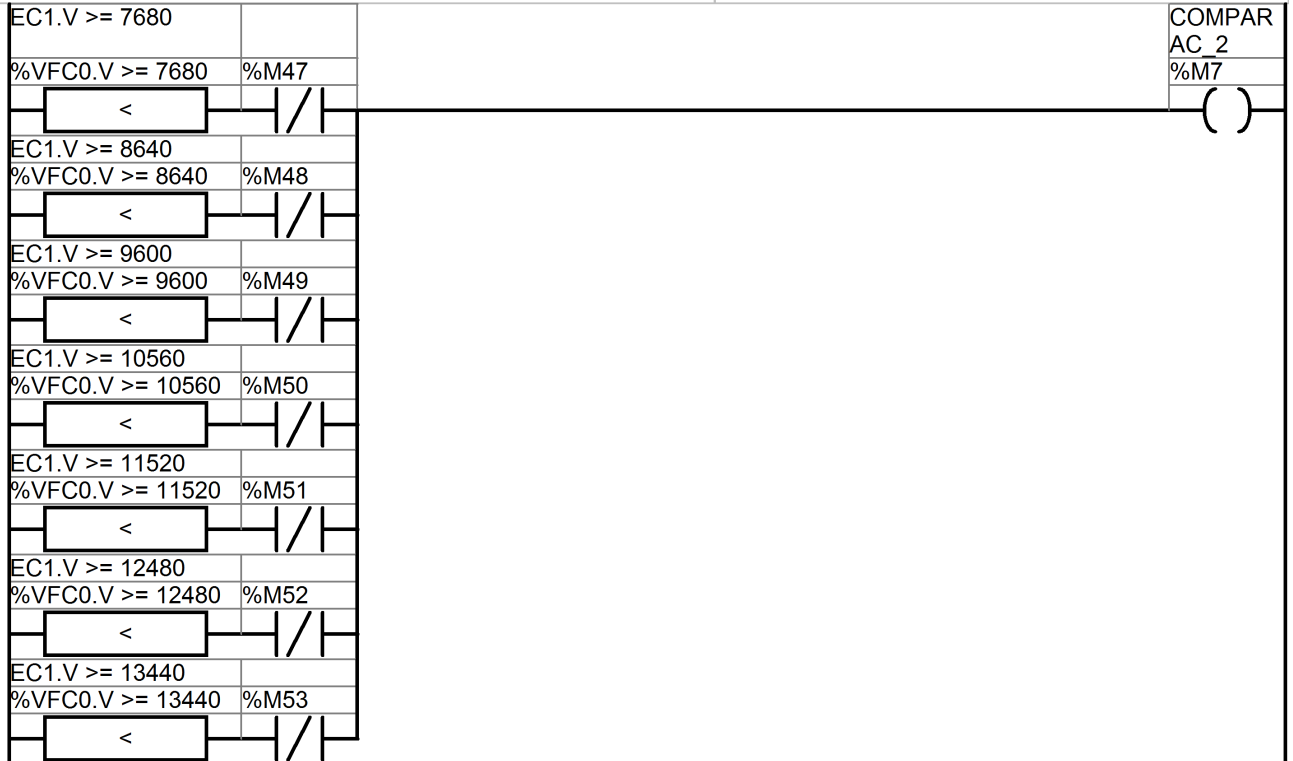 EC1.V >= 7680
COMPAR
AC_2
%VFC0.V >= 7680 %M47
%M7
<
EC1.V >= 8640
%VFC0.V >= 8640 %M48
<
EC1.V >= 9600
%VFC0.V >= 9600 %M49
<
EC1.V >= 10560
%VFC0.V >= 10560 %M50
<
EC1.V >= 11520
%VFC0.V >= 11520 %M51
<
EC1.V >= 12480
%VFC0.V >= 12480 %M52
<
EC1.V >= 13440
%VFC0.V >= 13440 %M53
<